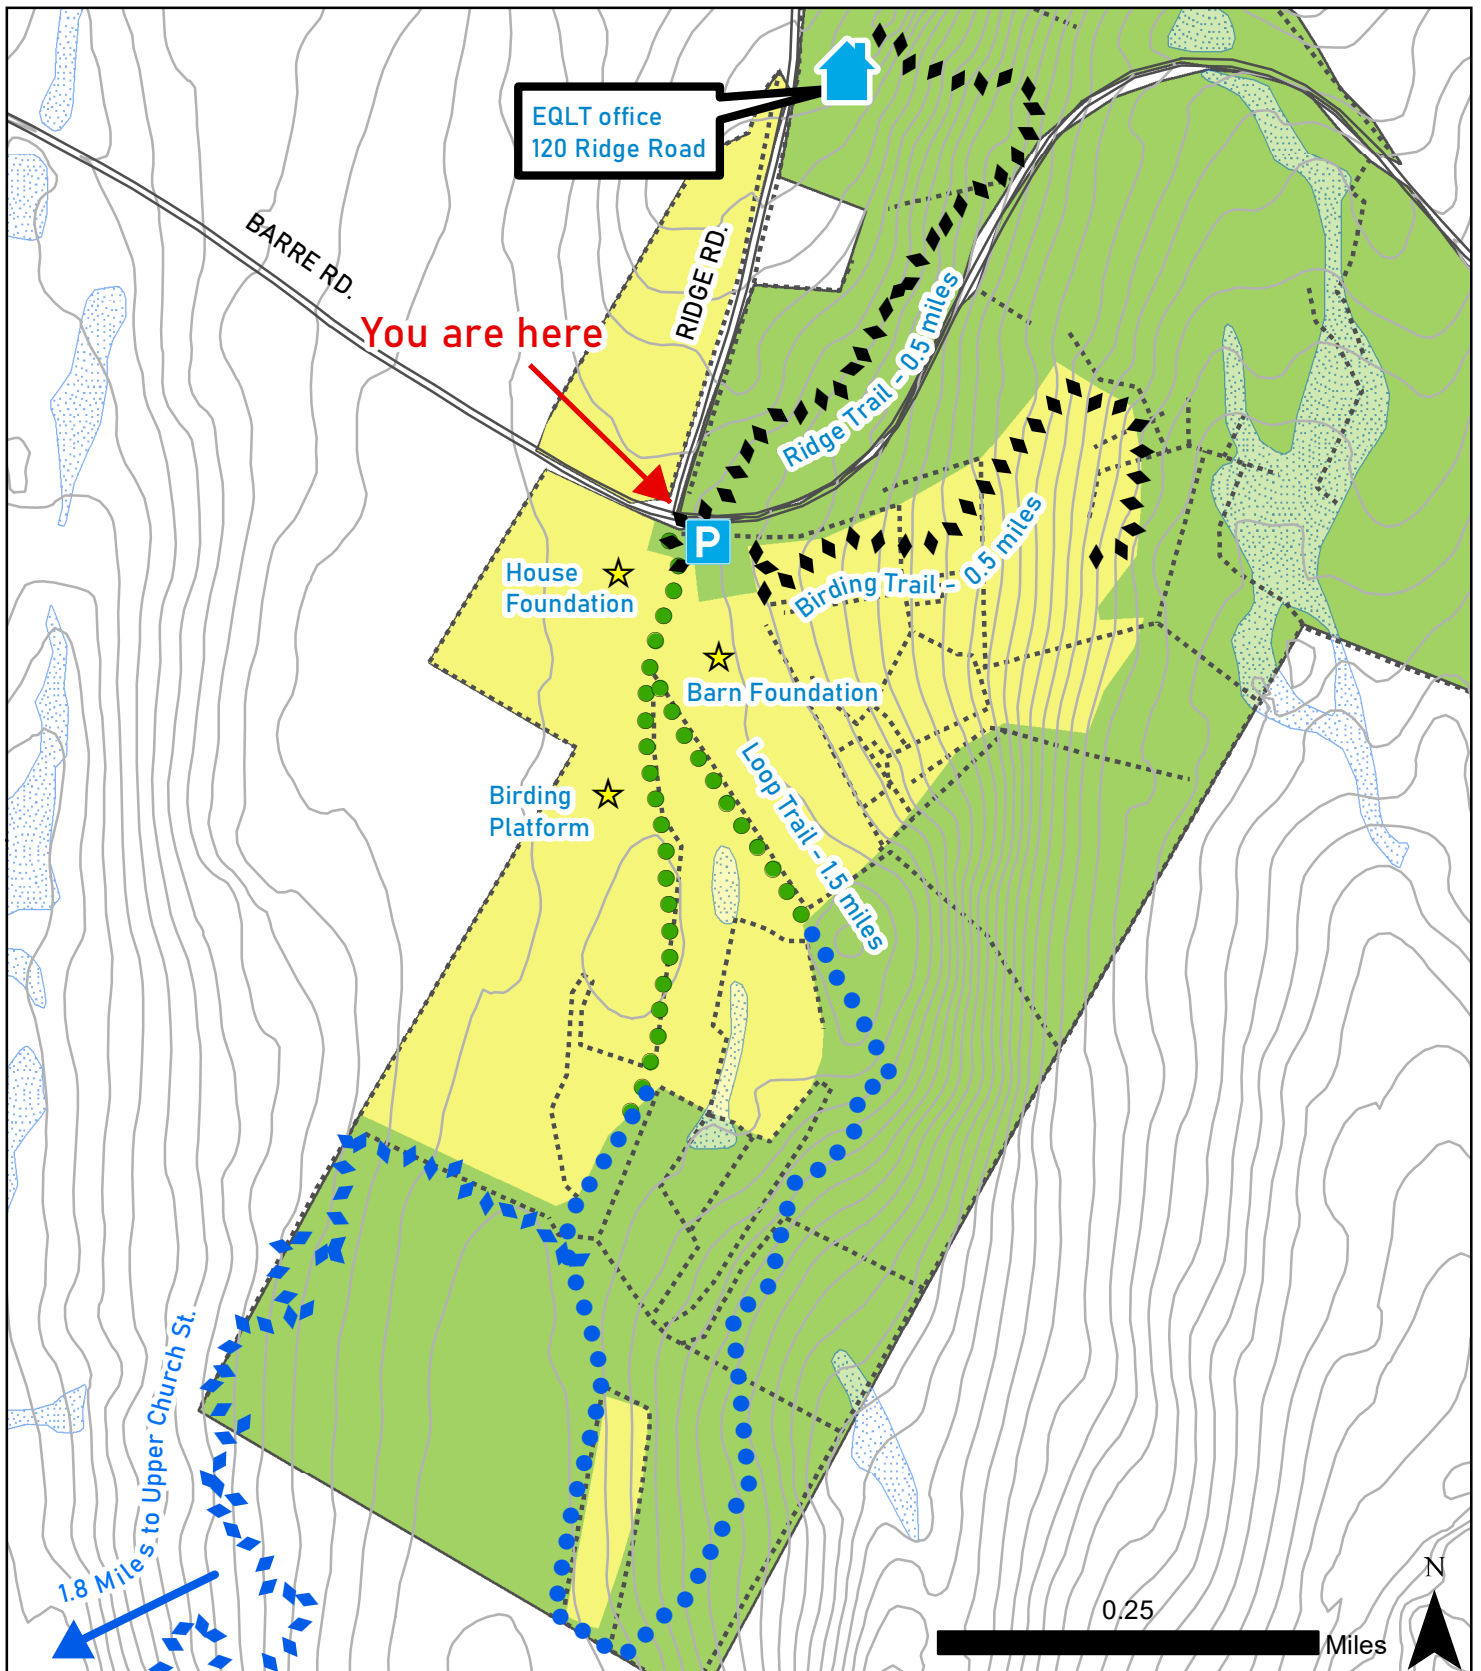 EQLT office
120 Ridge Road
BARRE RD.
RIDGE RD.
You are here
Ridge Trail - 0.5 miles
P
House
Foundation
Birding Trail - 0.5 miles
Barn Foundation
Birding
Platform
Loop Trail - 1.5 miles
1.8 Miles to Upper Church St.
N
0.25
Miles